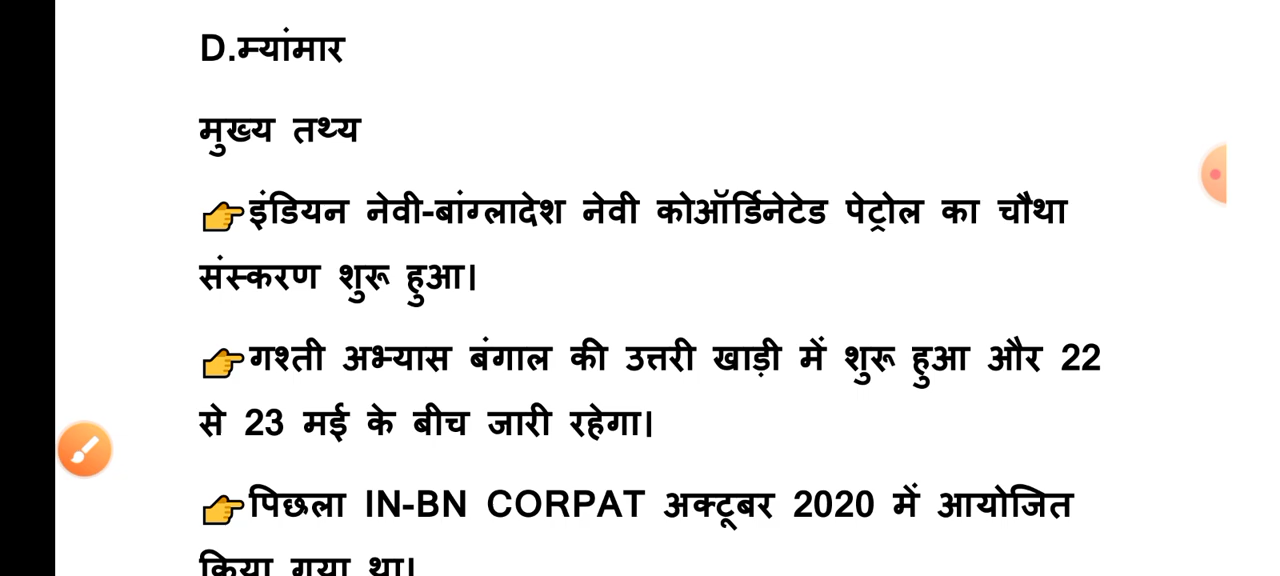 D.म्यांमार
मुख्य तथ्य
👉इंडियन नेवी-बांग्लादेश नेवी कोऑर्डिनेटेड पेट्रोल का चौथा
संस्करण शुरू हुआ।
👉गश्ती अभ्यास बंगाल की उत्तरी खाड़ी में शुरू हुआ और 22
से 23 मई के बीच जारी रहेगा।
👉पिछला IN-BN CORPAT अक्टूबर 2020 में आयोजित
किया गया था।